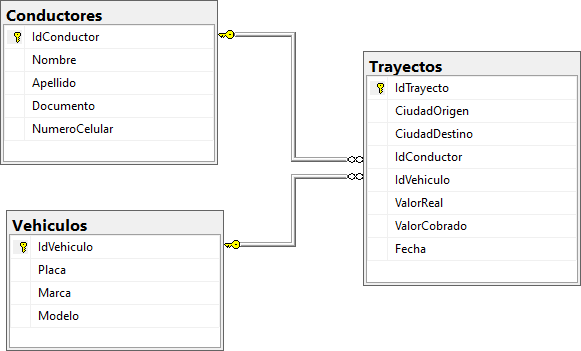 Conductores
IdConductor
Nombre
Apellido
Documento
NumeroCelular
Trayectos
IdTrayecto
CiudadOrigen
CiudadDestino
IdConductor
IdVehiculo
ValorReal
ValorCobrado
Fecha
Vehiculos
IdVehiculo
Placa
Marca
Modelo